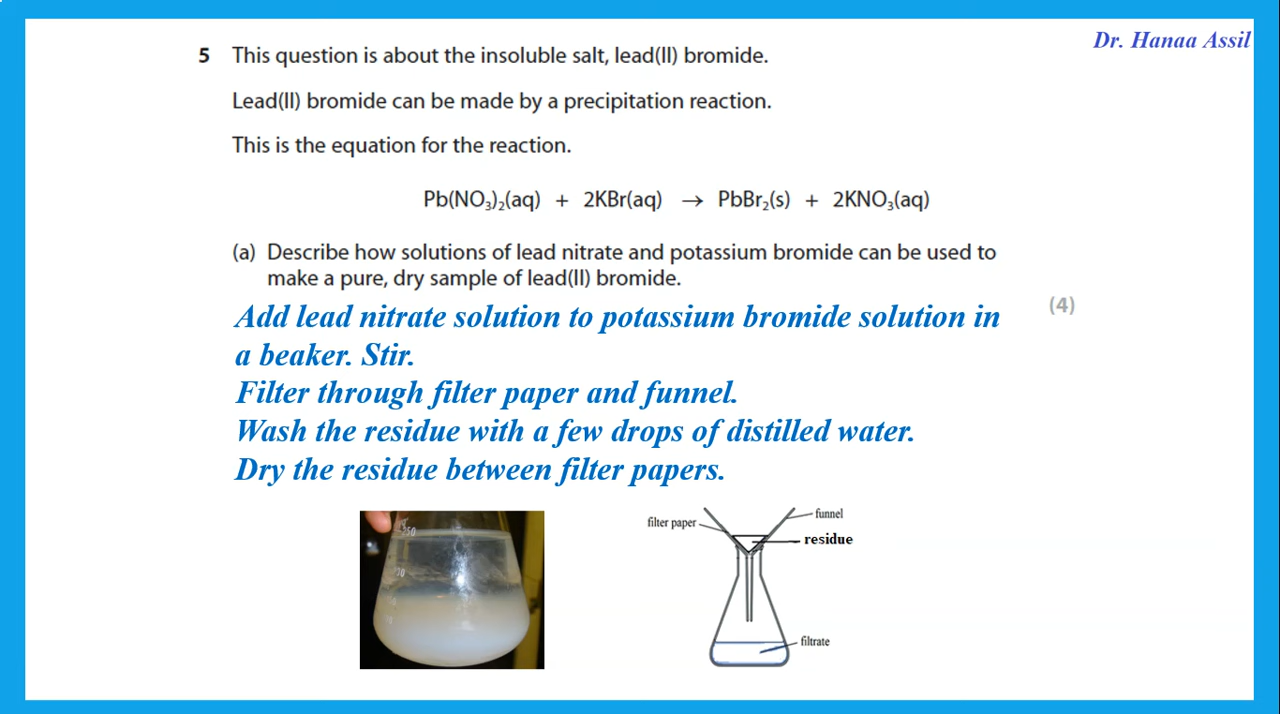 Dr. Hanaa Assil
5 This question is about the insoluble salt, lead(II) bromide.
Lead(II) bromide can be made by a precipitation reaction.
This is the equation for the reaction.
Pb(NO₃)₂(aq) + 2KBr(aq) → PbBr₂(s) + 2KNO₃(aq)
(a) Describe how solutions of lead nitrate and potassium bromide can be used to
make a pure, dry sample of lead(II) bromide.
(4)
Add lead nitrate solution to potassium bromide solution in
a beaker. Stir.
Filter through filter paper and funnel.
Wash the residue with a few drops of distilled water.
Dry the residue between filter papers.
filter paper
funnel
residue
filtrate